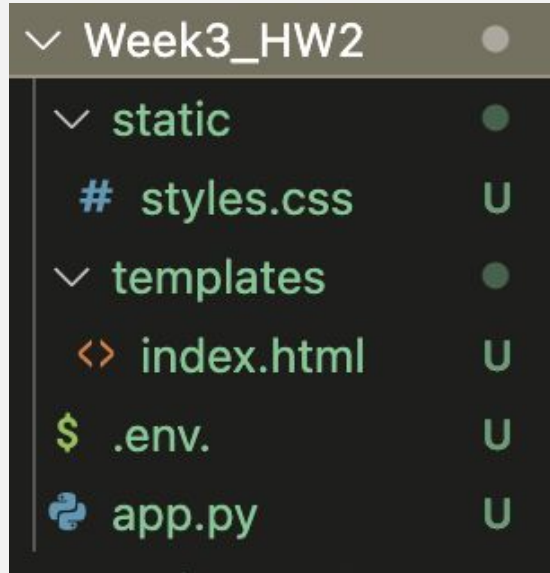 Week3_HW2
static
# styles.css U
templates
<> index.html U
$ .env. U
app.py U